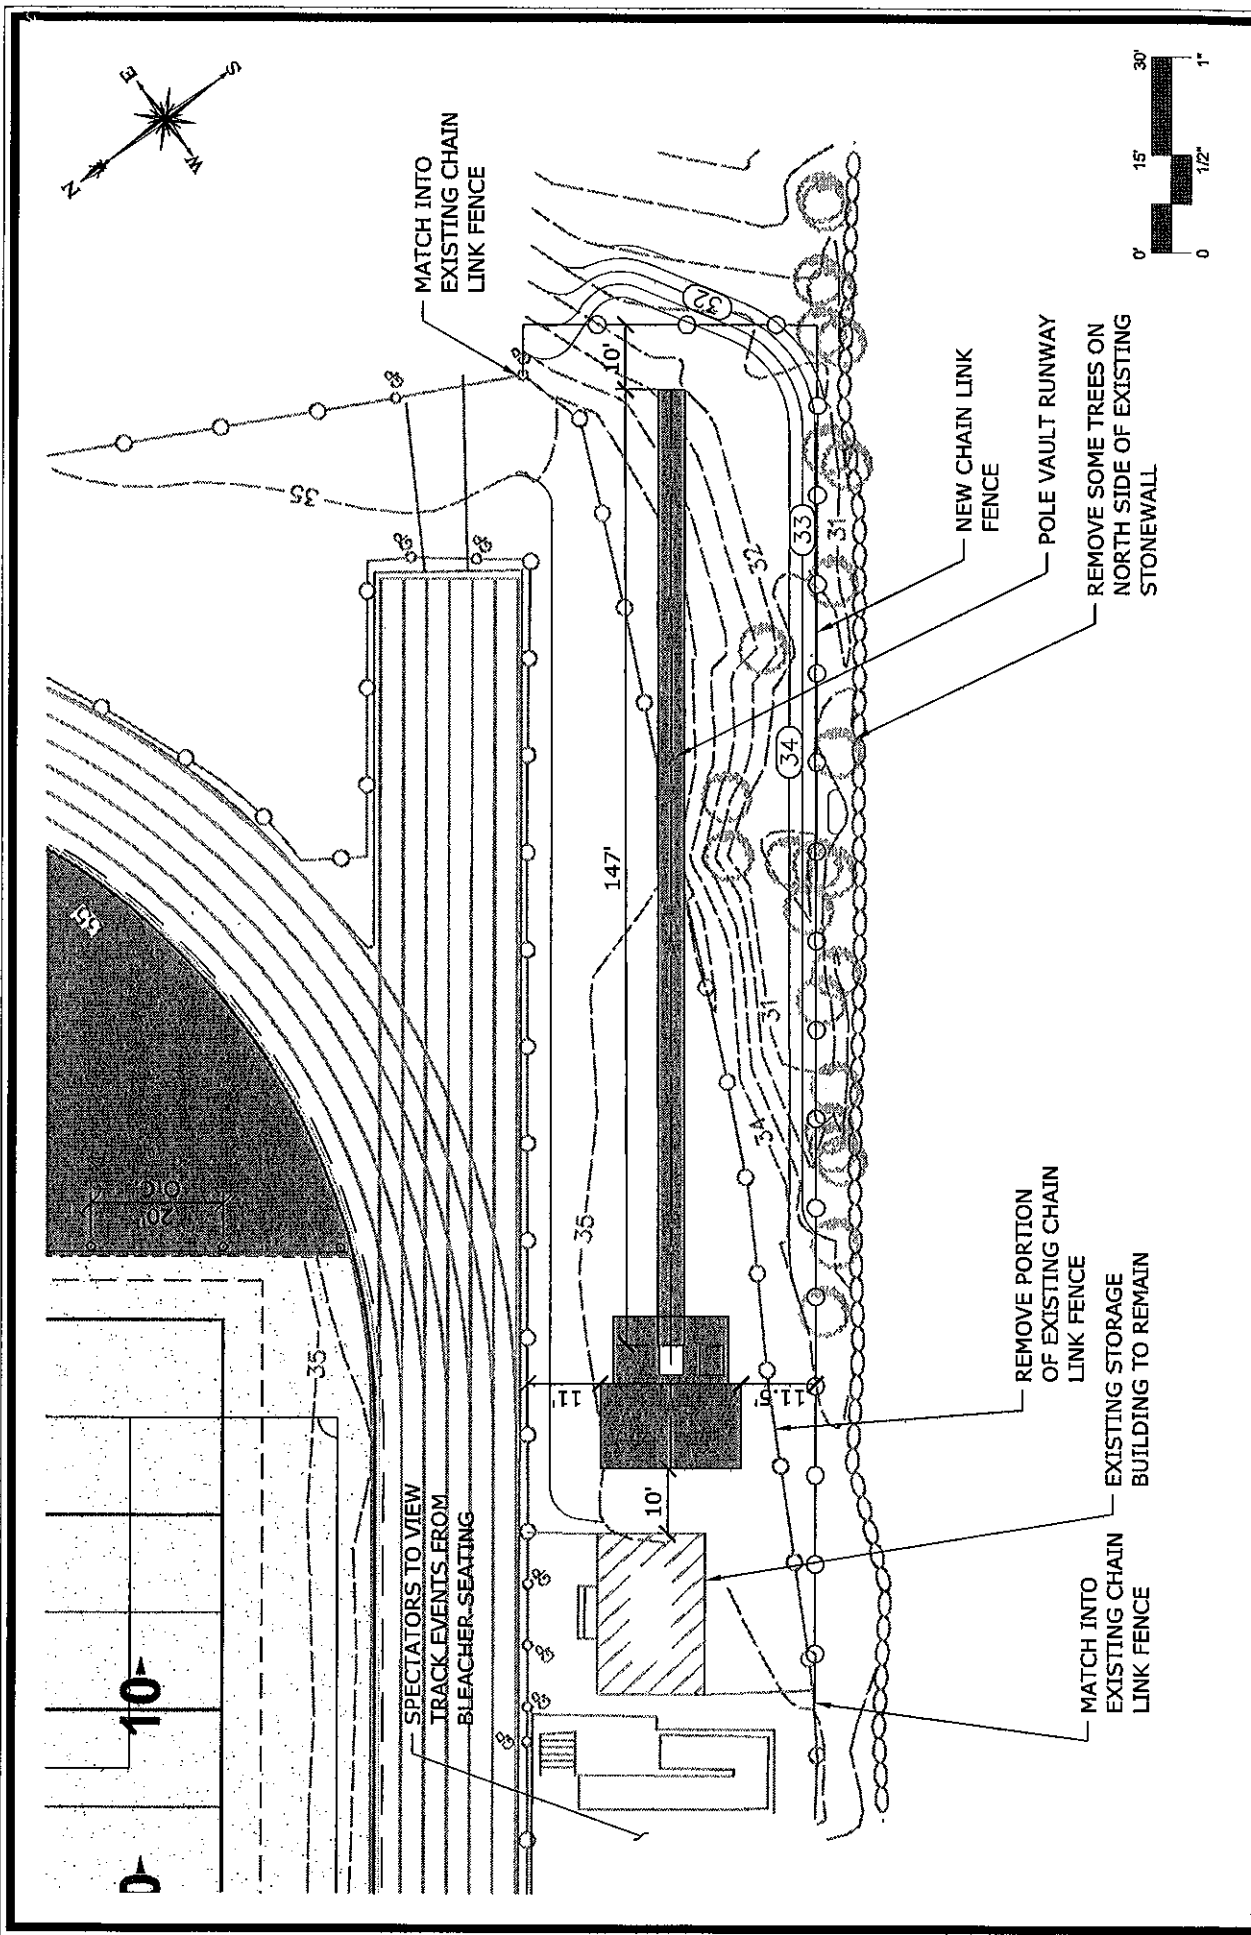 N
E
S
W
MATCH INTO
EXISTING CHAIN
LINK FENCE
0'
15'
30'
0
1/2"
1"
35
35
35
35
20'
O.C.
10'
32
147'
32
33
31
34
31
34
11'
11.5'
10'
NEW CHAIN LINK
FENCE
POLE VAULT RUNWAY
REMOVE SOME TREES ON
NORTH SIDE OF EXISTING
STONEWALL
SPECTATORS TO VIEW
TRACK EVENTS FROM
BLEACHER SEATING
10
REMOVE PORTION
OF EXISTING CHAIN
LINK FENCE
EXISTING STORAGE
BUILDING TO REMAIN
MATCH INTO
EXISTING CHAIN
LINK FENCE